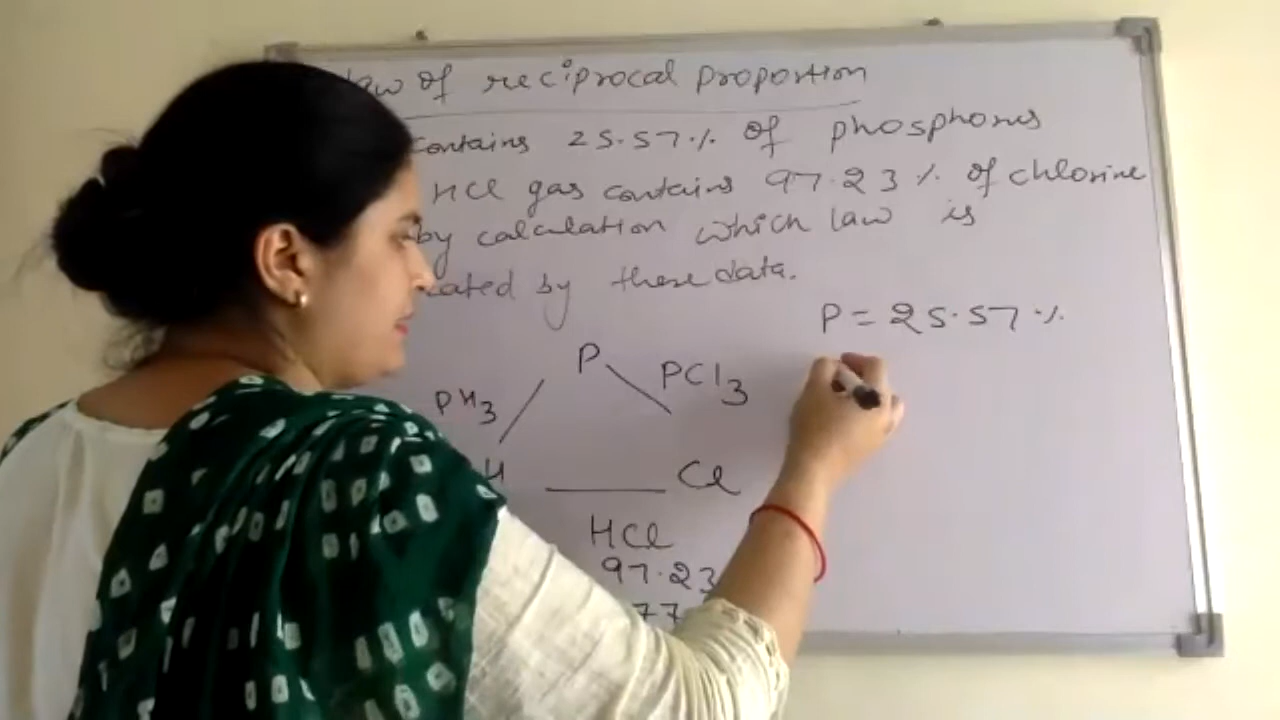 law of reciprocal proportion
contains 25.57% of phosphorus
HCl gas contains 97.23% of chlorine
by calculation which law is
by these data.
P = 25.57%
P
PH3
PCl3
H
Cl
HCl
97.23
77